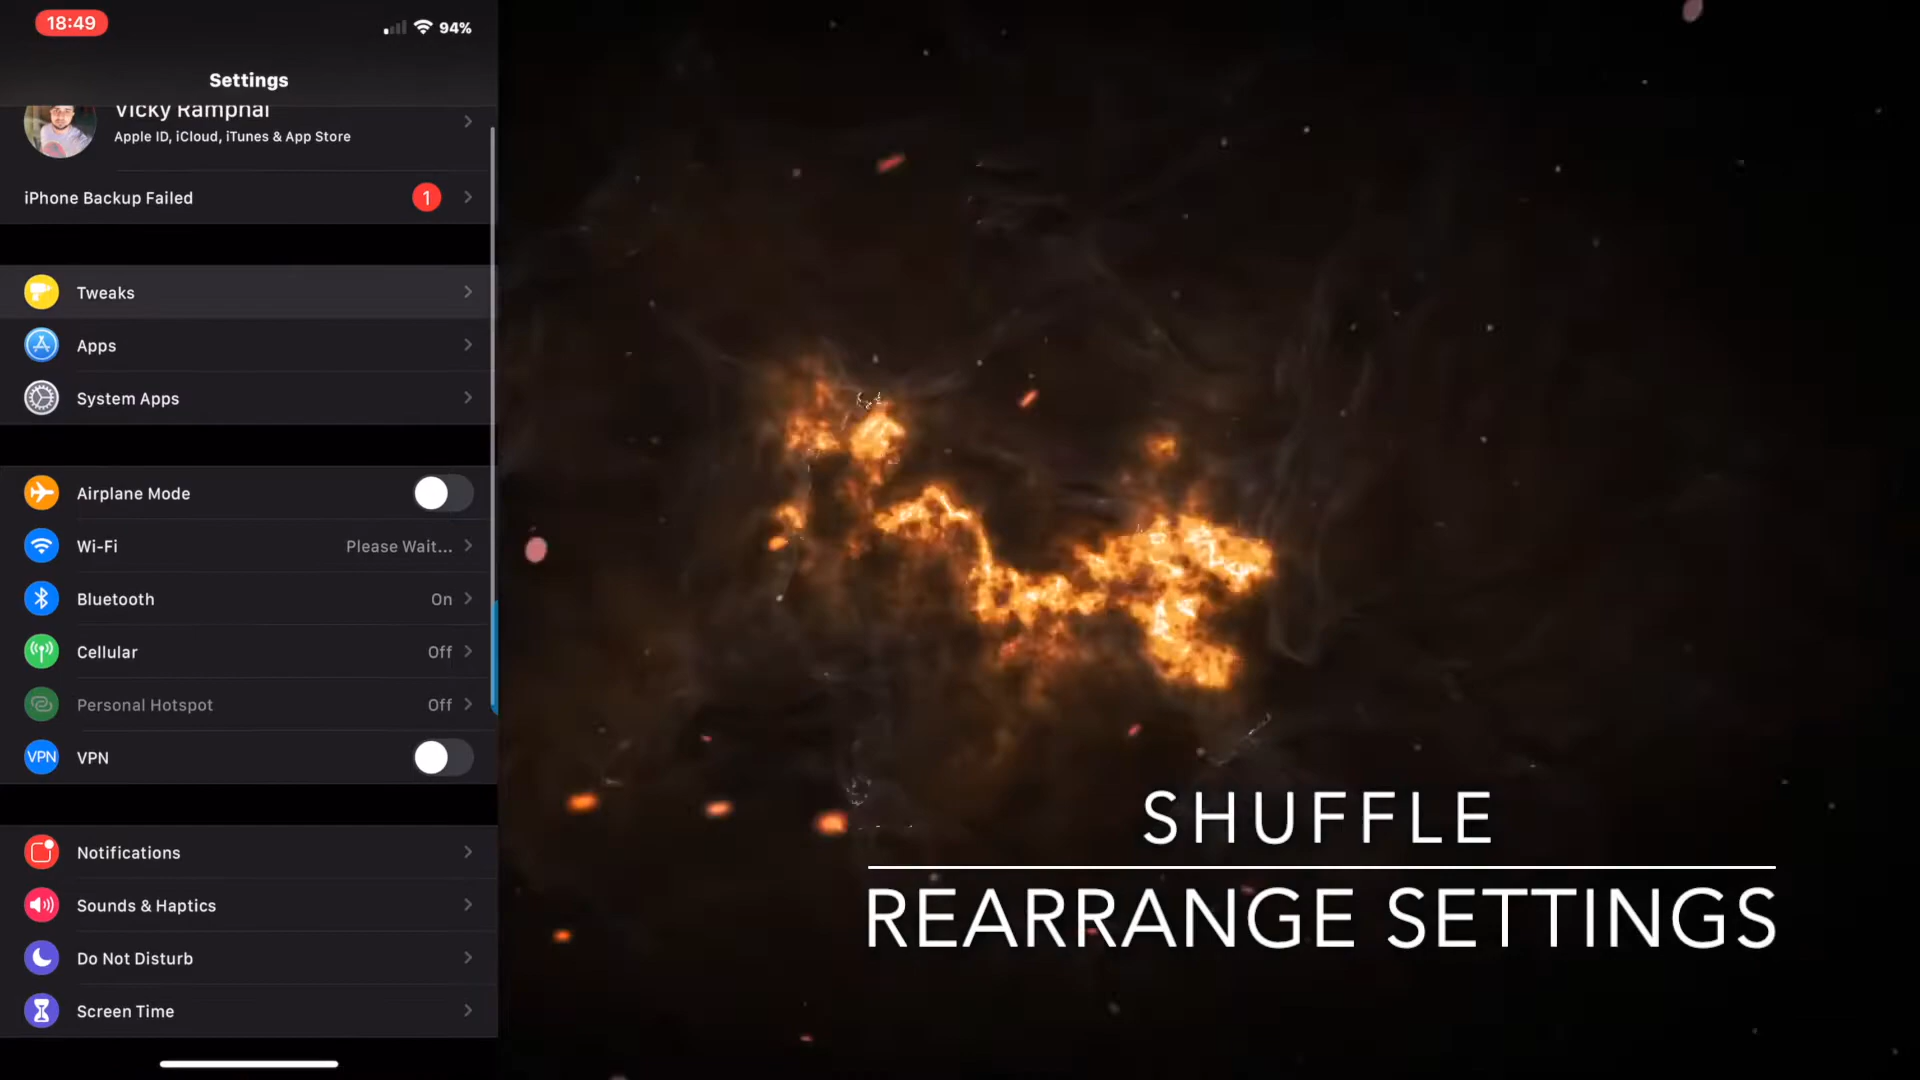 18:49
94%
Settings
Vicky Ramphal
Apple ID, iCloud, iTunes & App Store
iPhone Backup Failed
1
Tweaks
Apps
System Apps
Airplane Mode
Wi-Fi
Please Wait...
Bluetooth
On
Cellular
Off
Personal Hotspot
Off
VPN
VPN
Notifications
Sounds & Haptics
Do Not Disturb
Screen Time
SHUFFLE
REARRANGE SETTINGS